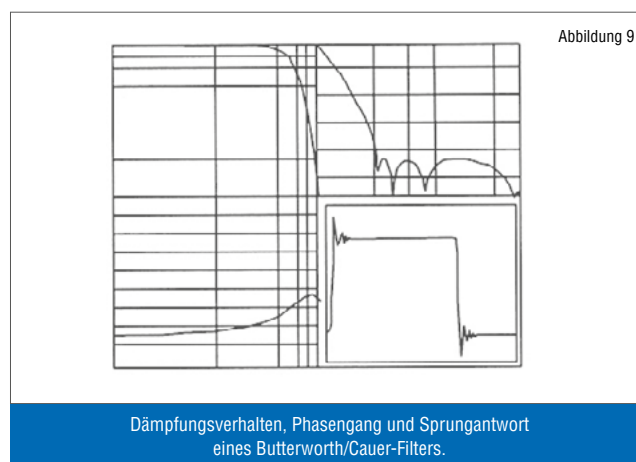 Abbildung 9
Dämpfungsverhalten, Phasengang und Sprungantwort
eines Butterworth/Cauer-Filters.